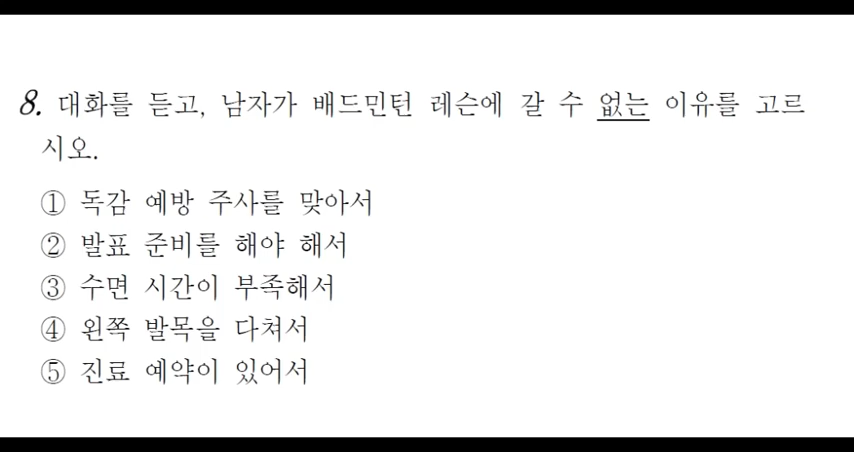 8. 대화를 듣고, 남자가 배드민턴 레슨에 갈 수 없는 이유를 고르
시오.
① 독감 예방 주사를 맞아서
② 발표 준비를 해야 해서
③ 수면 시간이 부족해서
④ 왼쪽 발목을 다쳐서
⑤ 진료 예약이 있어서